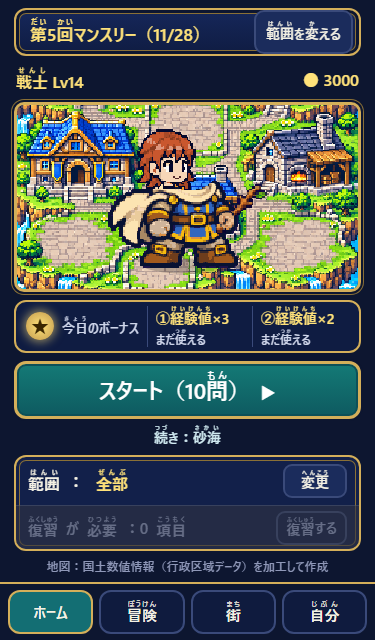 第5回マンスリー（11/28）
範囲を変える
戦士 Lv14
3000
今日のボーナス
①経験値×3
まだ使える
②経験値×2
まだ使える
スタート（10問） ▶
続き：砂海
範囲 ： 全部
変更
復習 が 必要 ：0 項目
復習する
地図：国土数値情報（行政区域データ）を加工して作成
ホーム
冒険
街
自分